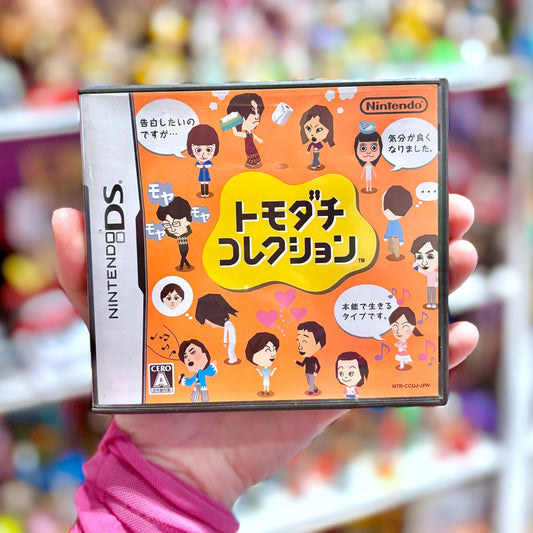 NINTENDO DS
Nintendo
告白したいの
ですが…
気分が良く
なりました。
モヤ
モヤ
モヤ
…
トモダチ
コレクション
TM
本能で生きる
タイプです。
CERO
A
NTR-CCUJ-JPN